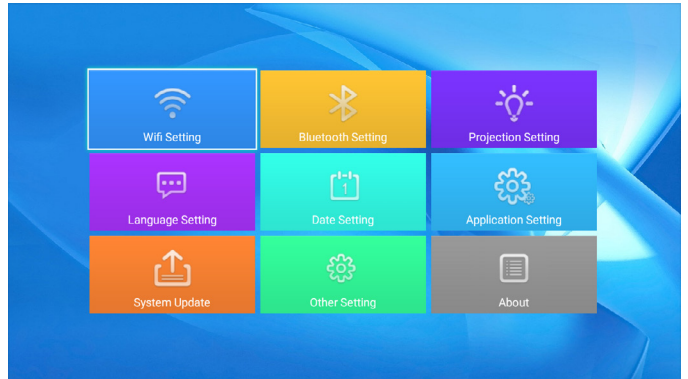 Wifi Setting
Bluetooth Setting
Projection Setting
1
Language Setting
Date Setting
Application Setting
System Update
Other Setting
About